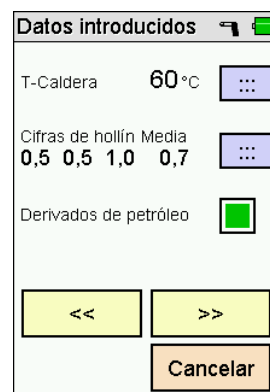 Datos introducidos
T-Caldera 60 °C :::
Cifras de hollín Media
0,5 0,5 1,0 0,7 :::
Derivados de petróleo
<< >>
Cancelar